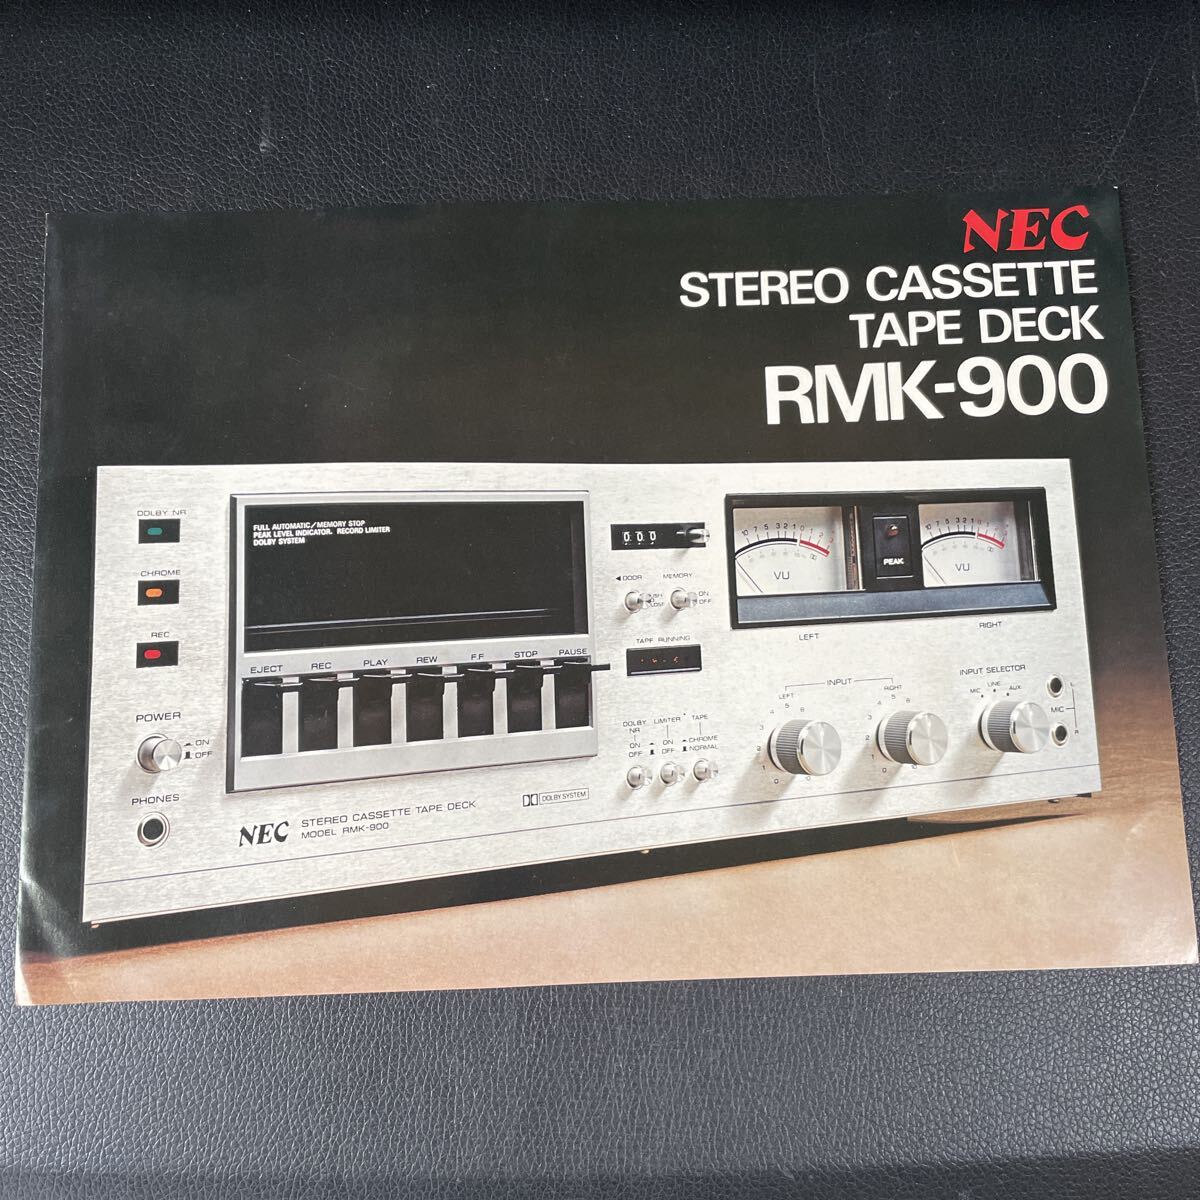 NEC
STEREO CASSETTE
TAPE DECK
RMK-900
DOLBY NR
CHROME
REC
POWER
ON
OFF
PHONES
FULL AUTOMATIC/MEMORY STOP
PEAK LEVEL INDICATOR. RECORD LIMITER
DOLBY SYSTEM
EJECT REC PLAY REW F.F STOP PAUSE
NEC
STEREO CASSETTE TAPE DECK
MODEL RMK-900
DOLBY SYSTEM
000
◀ DOOR MEMORY
ON
OFF
TAPE RUNNING
DOLBY NR LIMITER TAPE
ON ON CHROME
OFF OFF NORMAL
VU
PEAK
VU
LEFT RIGHT
INPUT
LEFT RIGHT
INPUT SELECTOR
MIC LINE AUX
MIC
L
R